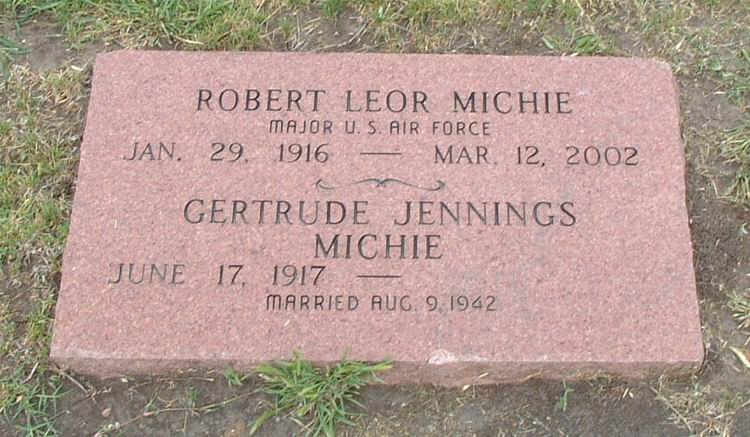 ROBERT LEOR MICHIE
MAJOR U.S. AIR FORCE
JAN. 29, 1916 — MAR. 12, 2002
GERTRUDE JENNINGS
MICHIE
JUNE 17, 1917 —
MARRIED AUG. 9, 1942